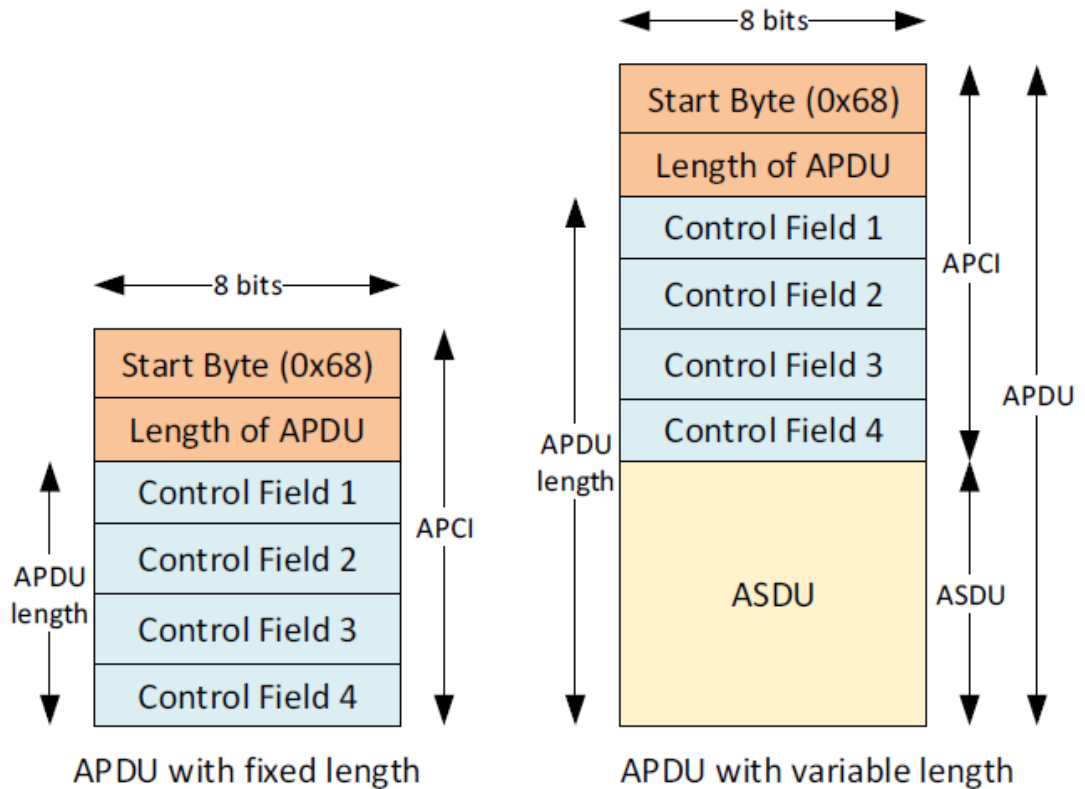 8 bits
Start Byte (0x68)
Length of APDU
Control Field 1
Control Field 2
Control Field 3
Control Field 4
APDU
length
APCI
APDU with fixed length
8 bits
Start Byte (0x68)
Length of APDU
Control Field 1
Control Field 2
Control Field 3
Control Field 4
ASDU
APDU
length
APCI
ASDU
APDU
APDU with variable length